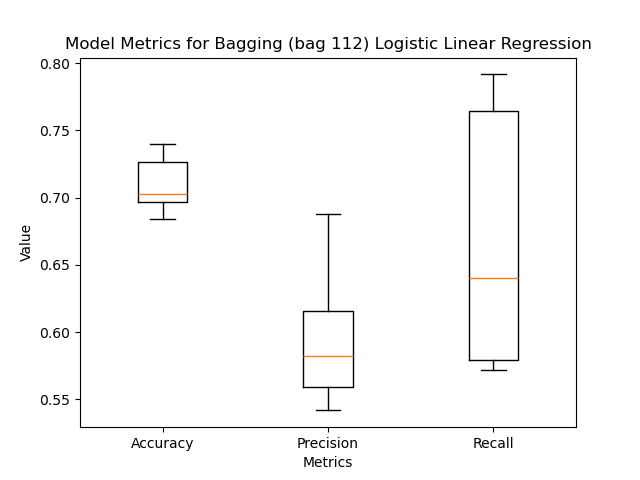 Model Metrics for Bagging (bag 112) Logistic Linear Regression
0.80
0.75
0.70
0.65
0.60
0.55
Value
Accuracy Precision Recall
Metrics